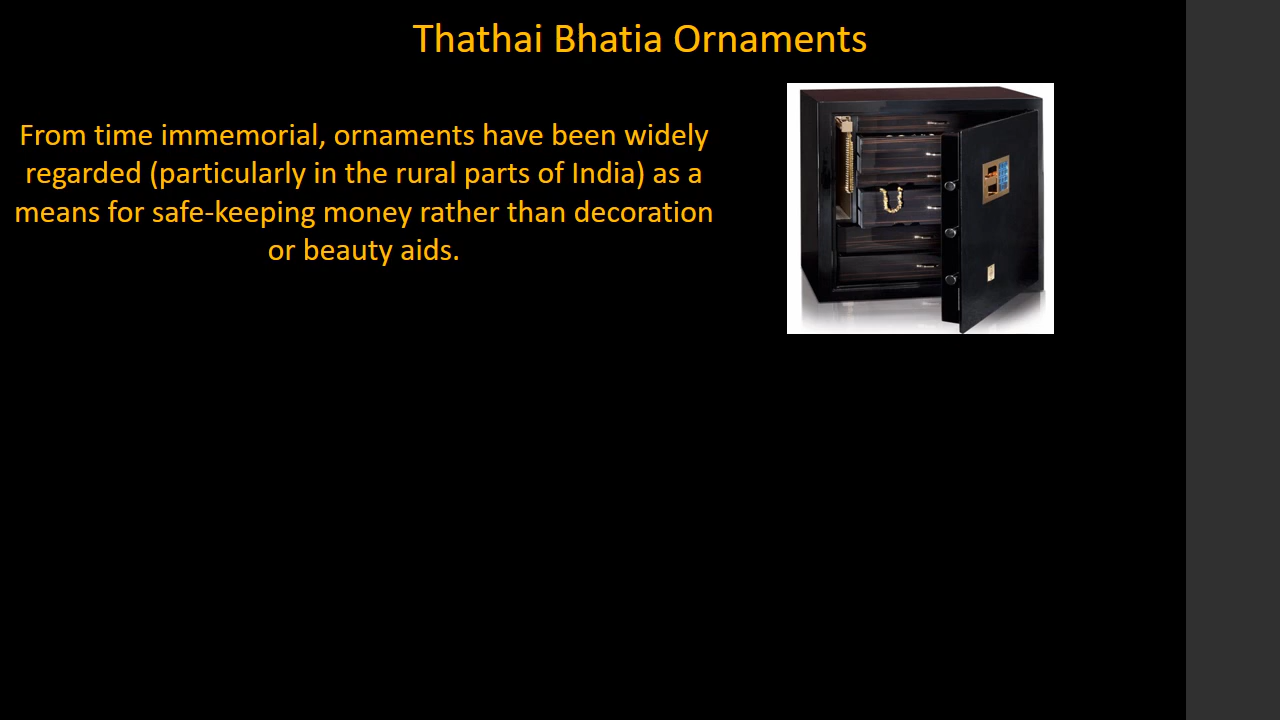 Thathai Bhatia Ornaments
From time immemorial, ornaments have been widely
regarded (particularly in the rural parts of India) as a
means for safe-keeping money rather than decoration
or beauty aids.